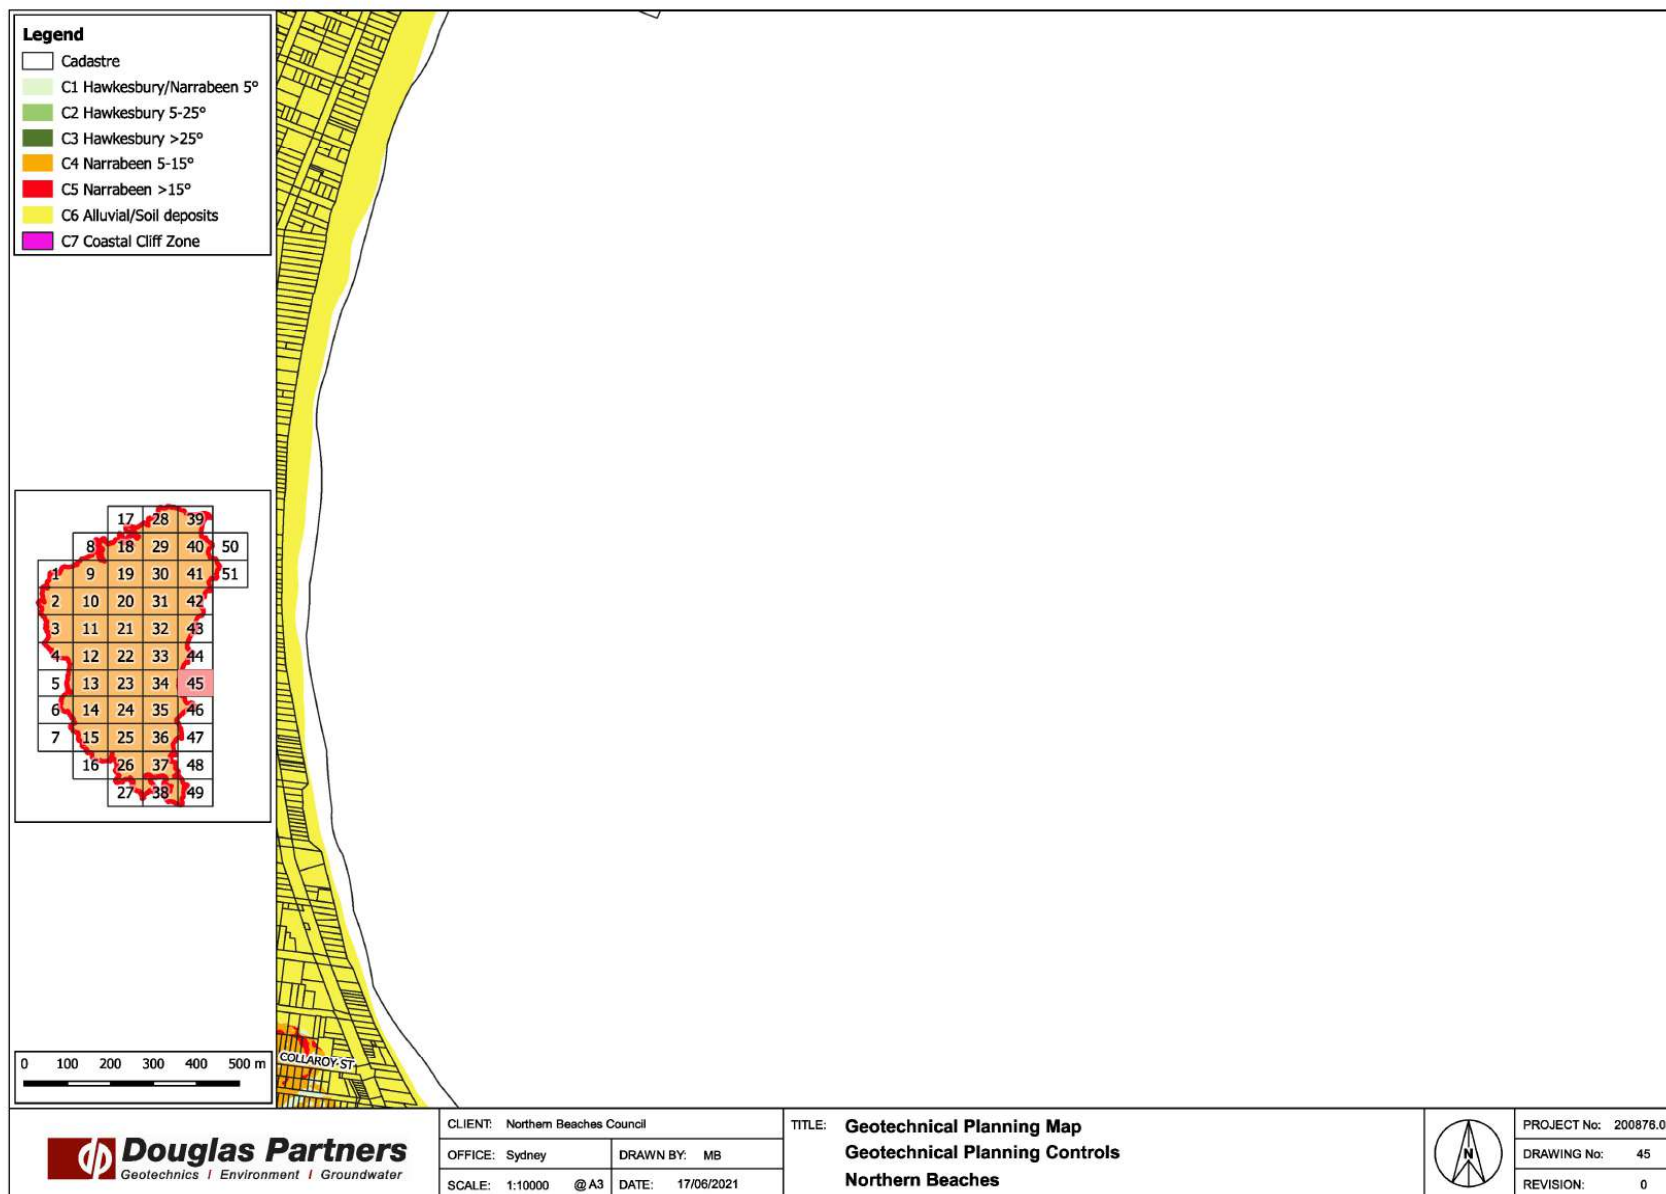 Legend
Cadastre
C1 Hawkesbury/Narrabeen 5°
C2 Hawkesbury 5-25°
C3 Hawkesbury >25°
C4 Narrabeen 5-15°
C5 Narrabeen >15°
C6 Alluvial/Soil deposits
C7 Coastal Cliff Zone
17 28 39
8 18 29 40 50
1 9 19 30 41 51
2 10 20 31 42
3 11 21 32 43
4 12 22 33 44
5 13 23 34 45
6 14 24 35 46
7 15 25 36 47
16 26 37 48
27 38 49
COLLAROY ST
0 100 200 300 400 500 m
dp Douglas Partners
Geotechnics | Environment | Groundwater
CLIENT: Northern Beaches Council
OFFICE: Sydney DRAWN BY: MB
SCALE: 1:10000 @ A3 DATE: 17/06/2021
TITLE: Geotechnical Planning Map
Geotechnical Planning Controls
Northern Beaches
N
PROJECT No: 200876.0
DRAWING No: 45
REVISION: 0